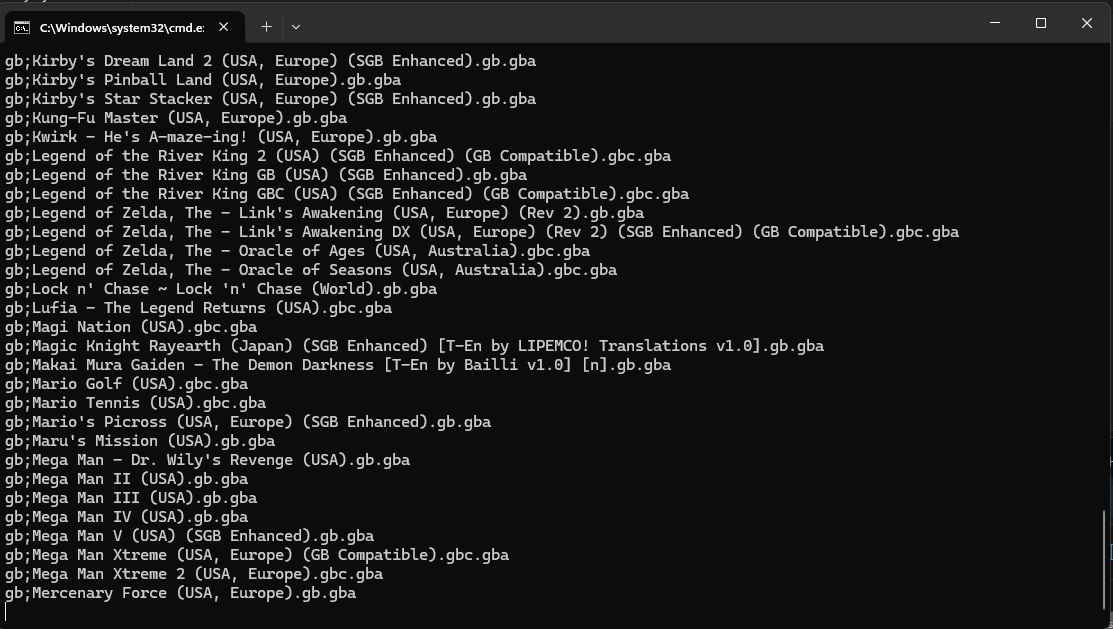 C:\Windows\system32\cmd.e:
gb;Kirby's Dream Land 2 (USA, Europe) (SGB Enhanced).gb.gba
gb;Kirby's Pinball Land (USA, Europe).gb.gba
gb;Kirby's Star Stacker (USA, Europe) (SGB Enhanced).gb.gba
gb;Kung-Fu Master (USA, Europe).gb.gba
gb;Kwirk - He's A-maze-ing! (USA, Europe).gb.gba
gb;Legend of the River King 2 (USA) (SGB Enhanced) (GB Compatible).gbc.gba
gb;Legend of the River King GB (USA) (SGB Enhanced).gb.gba
gb;Legend of the River King GBC (USA) (SGB Enhanced) (GB Compatible).gbc.gba
gb;Legend of Zelda, The - Link's Awakening (USA, Europe) (Rev 2).gb.gba
gb;Legend of Zelda, The - Link's Awakening DX (USA, Europe) (Rev 2) (SGB Enhanced) (GB Compatible).gbc.gba
gb;Legend of Zelda, The - Oracle of Ages (USA, Australia).gbc.gba
gb;Legend of Zelda, The - Oracle of Seasons (USA, Australia).gbc.gba
gb;Lock n' Chase ~ Lock 'n' Chase (World).gb.gba
gb;Lufia - The Legend Returns (USA).gbc.gba
gb;Magi Nation (USA).gbc.gba
gb;Magic Knight Rayearth (Japan) (SGB Enhanced) [T-En by LIPEMCO! Translations v1.0].gb.gba
gb;Makai Mura Gaiden - The Demon Darkness [T-En by Bailli v1.0] [n].gb.gba
gb;Mario Golf (USA).gbc.gba
gb;Mario Tennis (USA).gbc.gba
gb;Mario's Picross (USA, Europe) (SGB Enhanced).gb.gba
gb;Maru's Mission (USA).gb.gba
gb;Mega Man - Dr. Wily's Revenge (USA).gb.gba
gb;Mega Man II (USA).gb.gba
gb;Mega Man III (USA).gb.gba
gb;Mega Man IV (USA).gb.gba
gb;Mega Man V (USA) (SGB Enhanced).gb.gba
gb;Mega Man Xtreme (USA, Europe) (GB Compatible).gbc.gba
gb;Mega Man Xtreme 2 (USA, Europe).gbc.gba
gb;Mercenary Force (USA, Europe).gb.gba